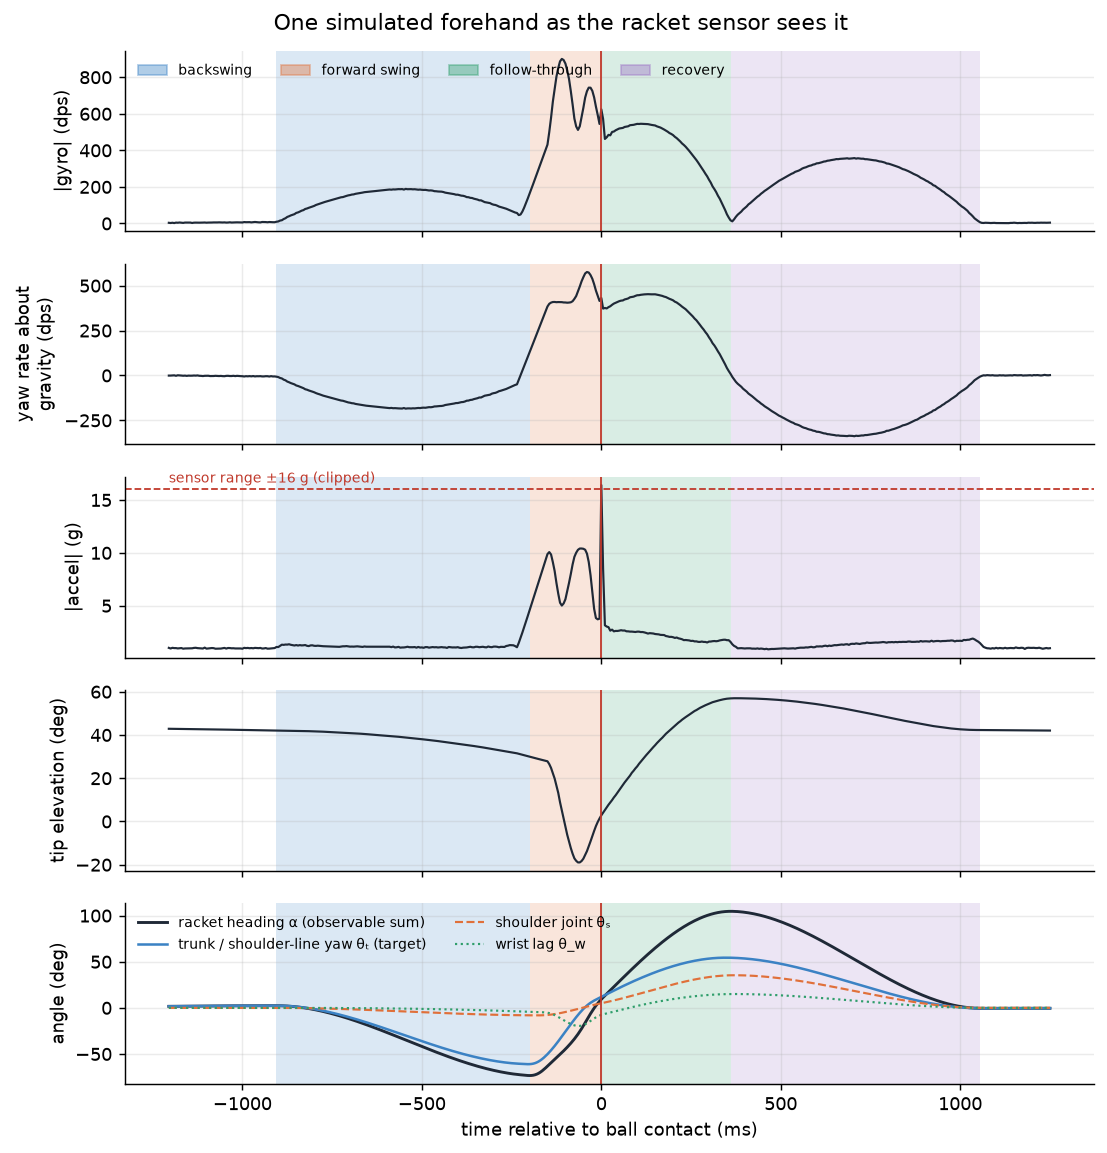 One simulated forehand as the racket sensor sees it
backswing forward swing follow-through recovery
|gyro| (dps)
800
600
400
200
0
yaw rate about
gravity (dps)
500
250
0
−250
sensor range ±16 g (clipped)
|accel| (g)
15
10
5
tip elevation (deg)
60
40
20
0
−20
racket heading α (observable sum) shoulder joint θₛ
trunk / shoulder-line yaw θₜ (target) wrist lag θ_w
angle (deg)
100
50
0
−50
−1000 −500 0 500 1000
time relative to ball contact (ms)